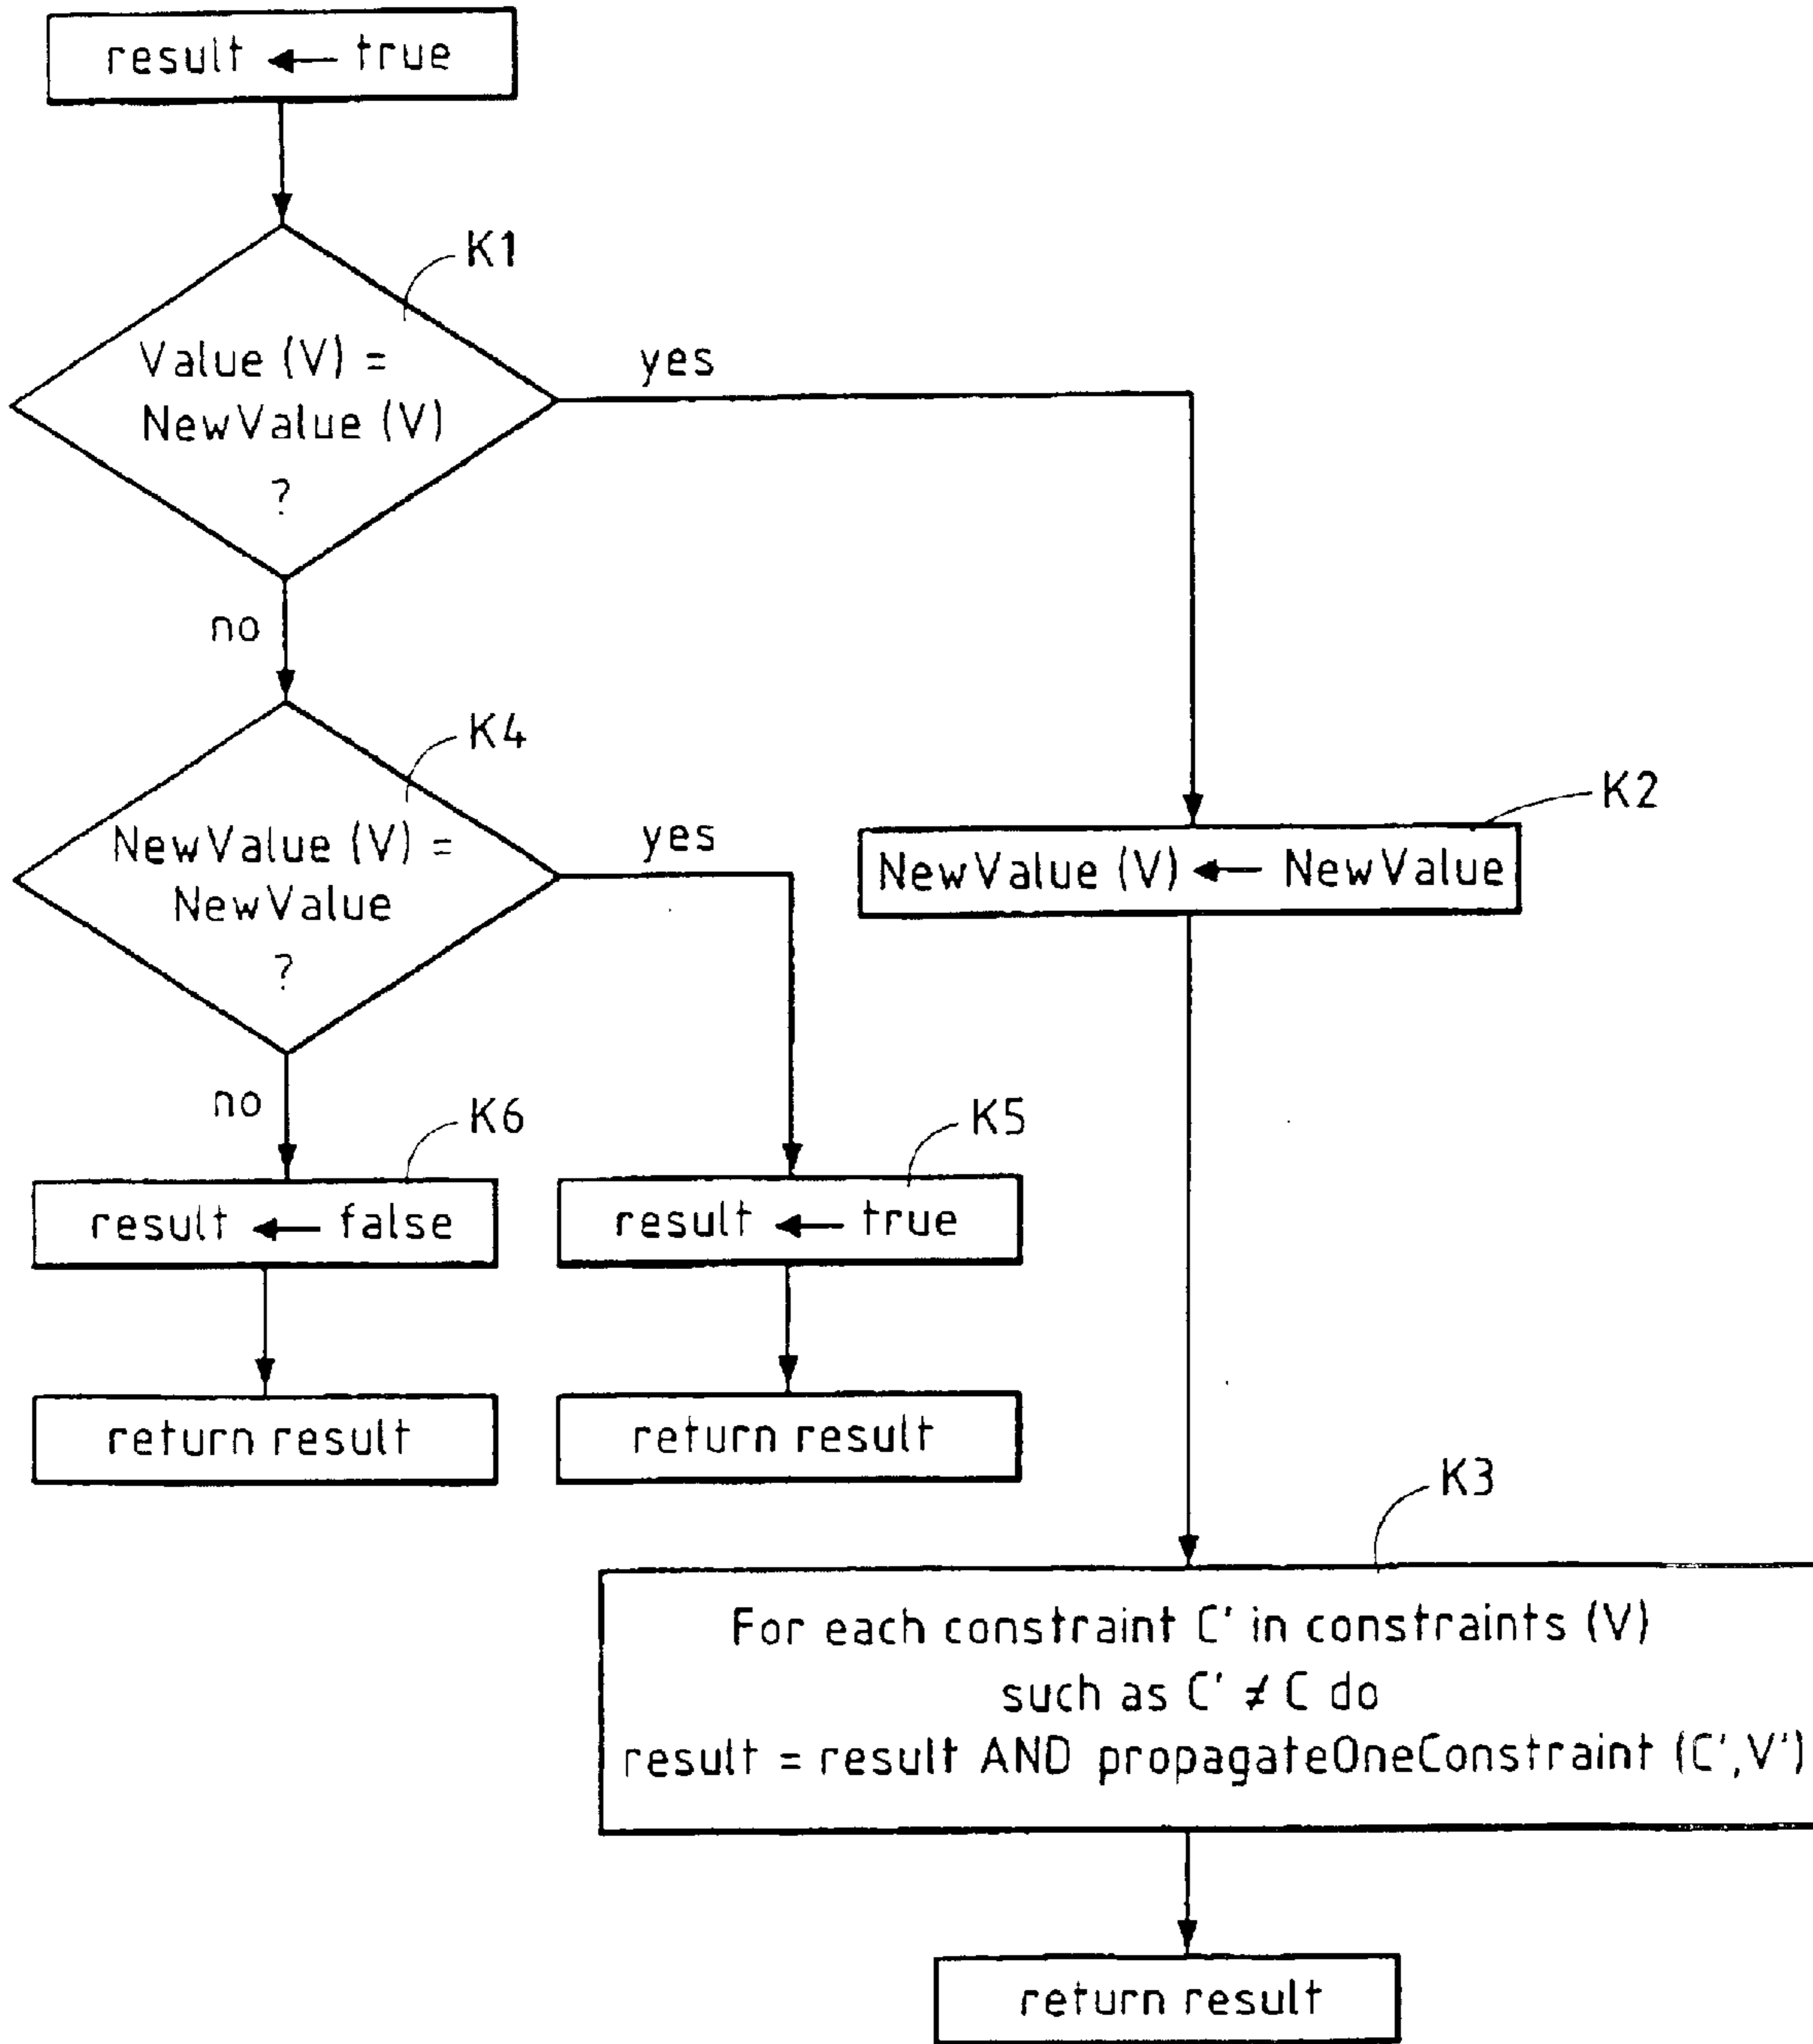 result ← true
K1
Value (V) =
NewValue (V)
?
yes
no
K4
NewValue (V) =
NewValue
?
yes
K2
NewValue (V) ← NewValue
no
K6
result ← false
K5
result ← true
return result
return result
K3
For each constraint C' in constraints (V)
such as C' ≠ C do
result = result AND propagateOneConstraint (C',V')
return result